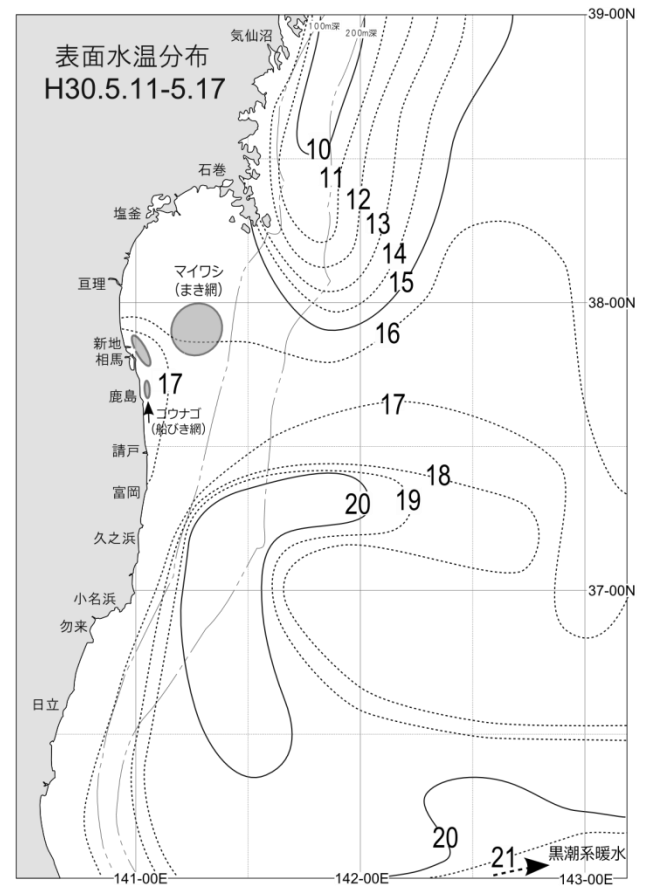 39-00N
気仙沼
100m深
200m深
表面水温分布
H30.5.11-5.17
10
石巻
11
12
塩釜
13
14
マイワシ
(まき網)
15
亘理
38-00N
16
新地
相馬
17
鹿島
17
コウナゴ
(船びき網)
請戸
18
富岡
20
19
久之浜
37-00N
小名浜
勿来
日立
20
21
黒潮系暖水
141-00E
142-00E
143-00E